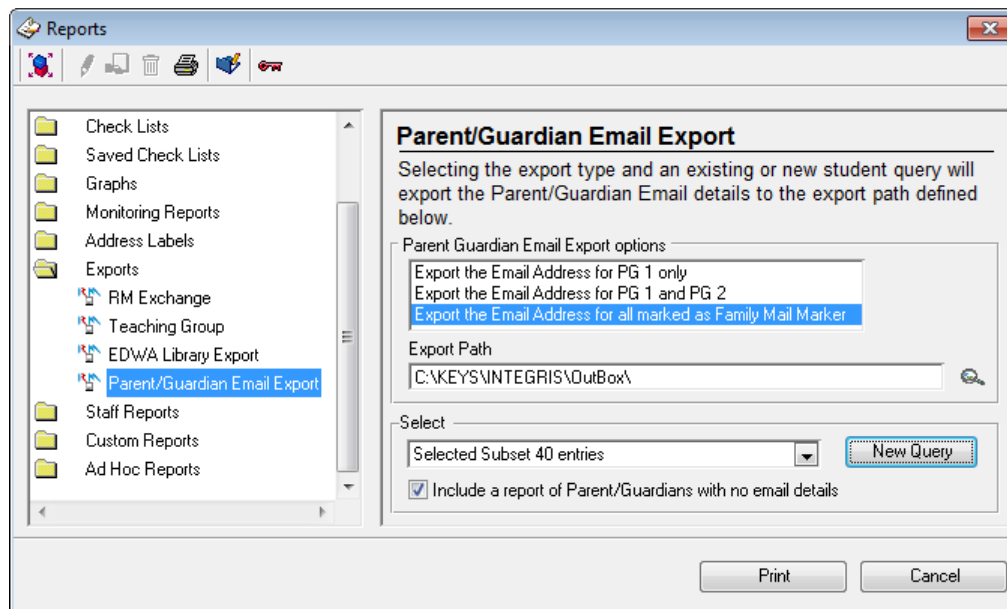 Reports
Check Lists
Saved Check Lists
Graphs
Monitoring Reports
Address Labels
Exports
RM Exchange
Teaching Group
EDWA Library Export
Parent/Guardian Email Export
Staff Reports
Custom Reports
Ad Hoc Reports
Parent/Guardian Email Export
Selecting the export type and an existing or new student query will
export the Parent/Guardian Email details to the export path defined
below.
Parent Guardian Email Export options
Export the Email Address for PG 1 only
Export the Email Address for PG 1 and PG 2
Export the Email Address for all marked as Family Mail Marker
Export Path
C:\KEYS\INTEGRIS\OutBox\
Select
Selected Subset 40 entries
New Query
Include a report of Parent/Guardians with no email details
Print
Cancel